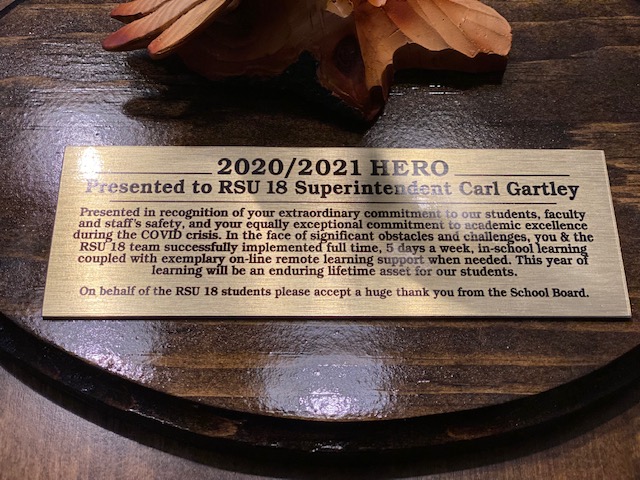 2020/2021 HERO
Presented to RSU 18 Superintendent Carl Gartley
Presented in recognition of your extraordinary commitment to our students, faculty
and staff's safety, and your equally exceptional commitment to academic excellence
during the COVID crisis. In the face of significant obstacles and challenges, you & the
RSU 18 team successfully implemented full time, 5 days a week, in-school learning
coupled with exemplary on-line remote learning support when needed. This year of
learning will be an enduring lifetime asset for our students.
On behalf of the RSU 18 students please accept a huge thank you from the School Board.